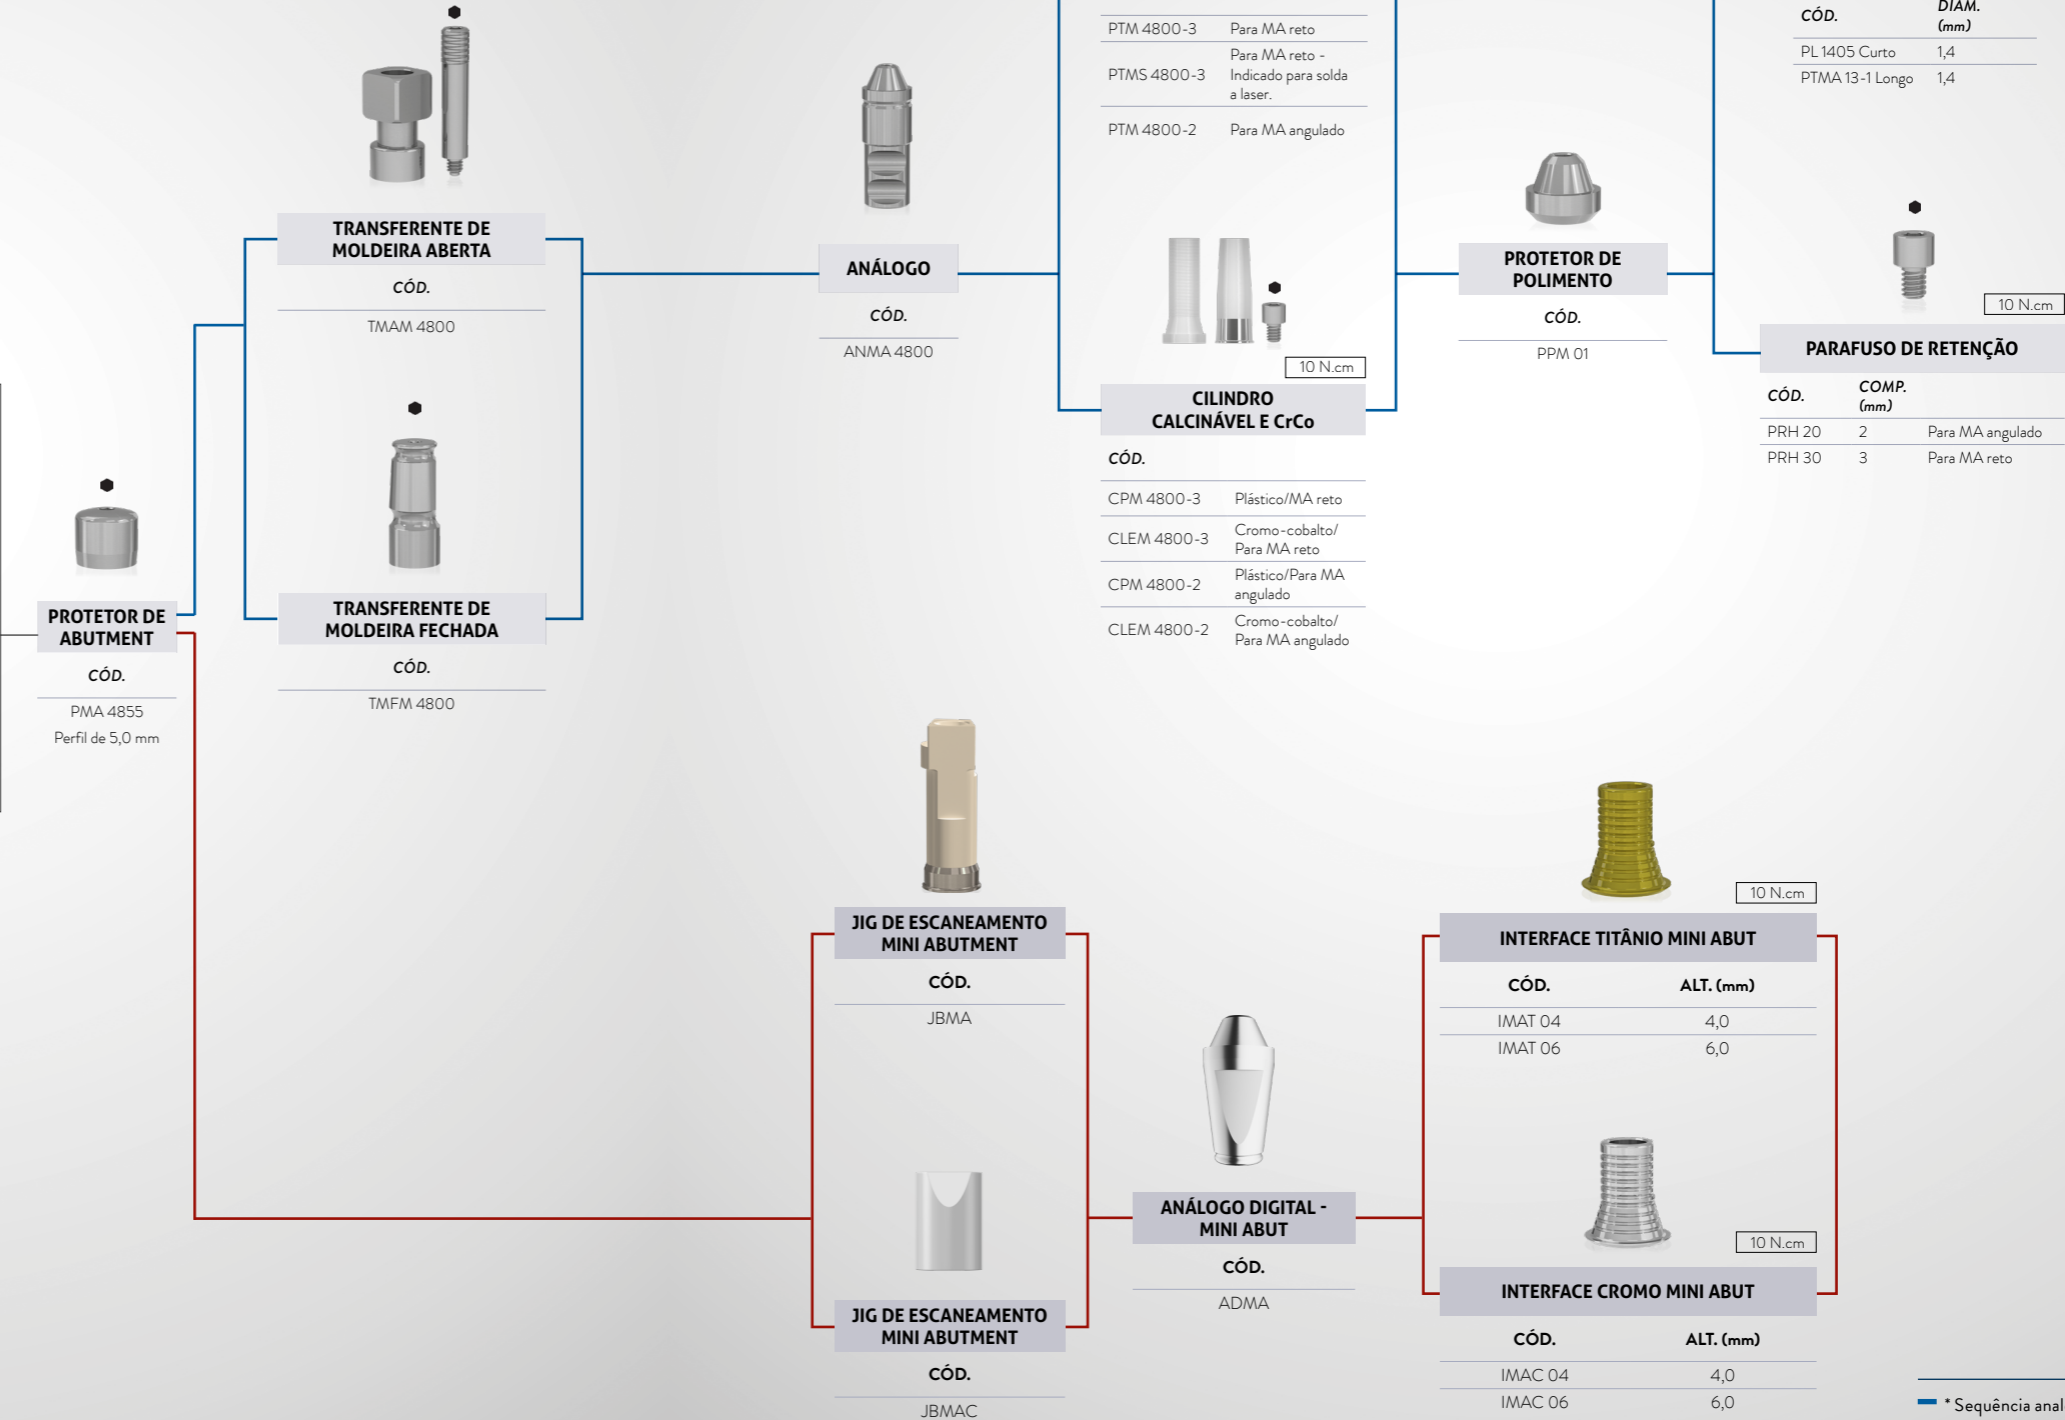 PTM 4800-3 Para MA reto
PTMS 4800-3 Para MA reto -
Indicado para solda
a laser.
PTM 4800-2 Para MA angulado
CÓD. DIAM.
(mm)
PL 1405 Curto 1,4
PTMA 13-1 Longo 1,4
TRANSFERENTE DE
MOLDEIRA ABERTA
CÓD.
TMAM 4800
ANÁLOGO
CÓD.
ANMA 4800
10 N.cm
CILINDRO
CALCINÁVEL E CrCo
CÓD.
CPM 4800-3 Plástico/MA reto
CLEM 4800-3 Cromo-cobalto/
Para MA reto
CPM 4800-2 Plástico/Para MA
angulado
CLEM 4800-2 Cromo-cobalto/
Para MA angulado
PROTETOR DE
POLIMENTO
CÓD.
PPM 01
10 N.cm
PARAFUSO DE RETENÇÃO
CÓD. COMP.
(mm)
PRH 20 2 Para MA angulado
PRH 30 3 Para MA reto
PROTETOR DE
ABUTMENT
CÓD.
PMA 4855
Perfil de 5,0 mm
TRANSFERENTE DE
MOLDEIRA FECHADA
CÓD.
TMFM 4800
JIG DE ESCANEAMENTO
MINI ABUTMENT
CÓD.
JBMA
JIG DE ESCANEAMENTO
MINI ABUTMENT
CÓD.
JBMAC
ANÁLOGO DIGITAL -
MINI ABUT
CÓD.
ADMA
10 N.cm
INTERFACE TITÂNIO MINI ABUT
CÓD. ALT. (mm)
IMAT 04 4,0
IMAT 06 6,0
10 N.cm
INTERFACE CROMO MINI ABUT
CÓD. ALT. (mm)
IMAC 04 4,0
IMAC 06 6,0
* Sequência anal